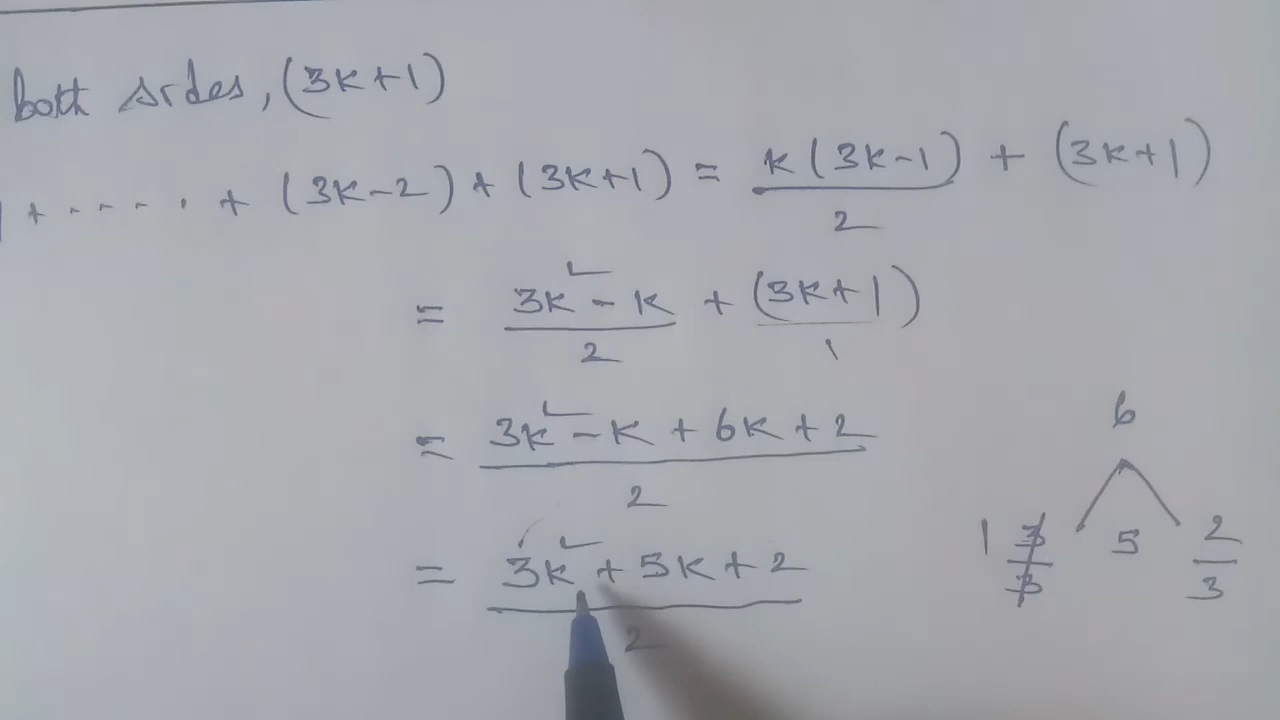 both sides, (3k+1)
+ ..... + (3k-2) + (3k+1) = k(3k-1)/2 + (3k+1)
= (3k²-k)/2 + (3k+1)/1
= (3k²-k+6k+2)/2
= (3k²+5k+2)/2
6
1 3/3 5 2/3